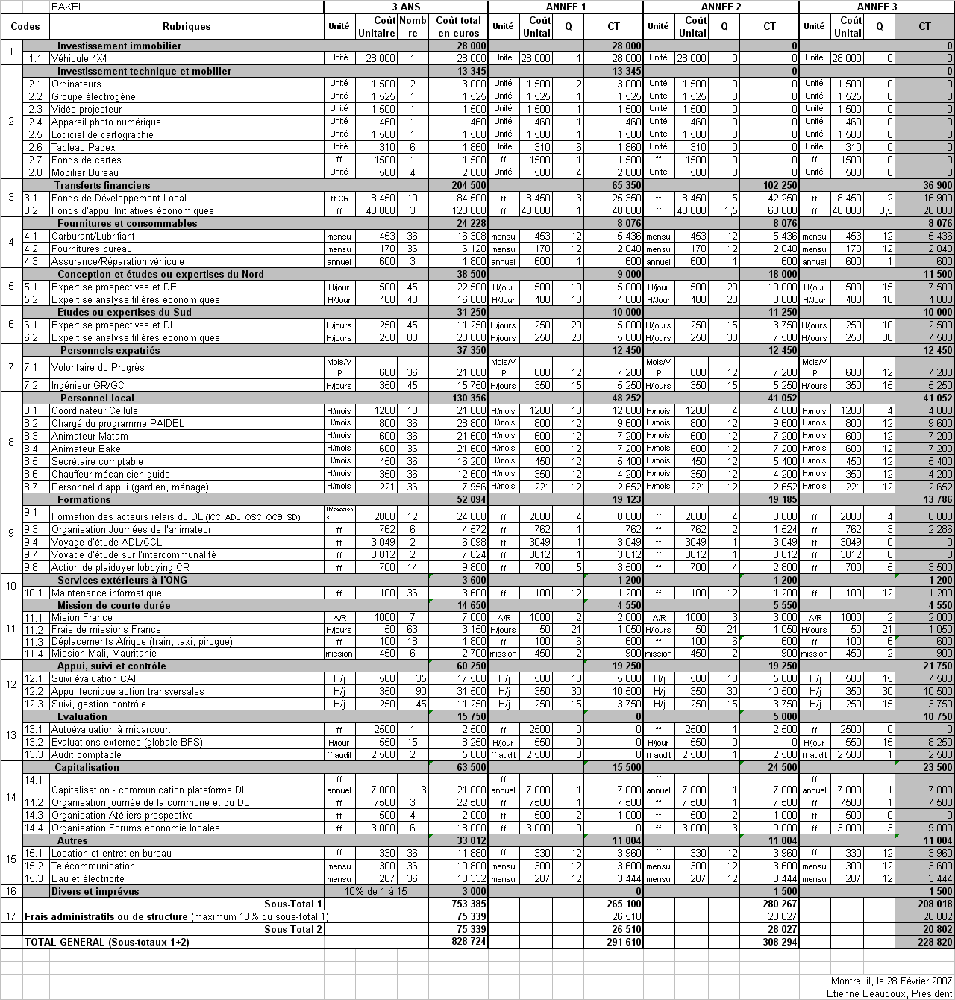 BAKEL 3 ANS ANNEE 1 ANNEE 2 ANNEE 3
Codes Rubriques Unité Coût Unitaire Nomb re Coût total en euros Unité Coût Unitai Q CT Unité Coût Unitai Q CT Unité Coût Unitai Q CT
1 Investissement immobilier 28 000 28 000 0 0
1.1 Véhicule 4X4 Unité 28 000 1 28 000 Unité 28 000 1 28 000 Unité 28 000 0 0 Unité 28 000 0 0
2 Investissement technique et mobilier 13 345 13 345 0 0
2.1 Ordinateurs Unité 1 500 2 3 000 Unité 1 500 2 3 000 Unité 1 500 0 0 Unité 1 500 0 0
2.2 Groupe électrogène Unité 1 525 1 1 525 Unité 1 525 1 1 525 Unité 1 525 0 0 Unité 1 525 0 0
2.3 Vidéo projecteur Unité 1 500 1 1 500 Unité 1 500 1 1 500 Unité 1 500 0 0 Unité 1 500 0 0
2.4 Appareil photo numérique Unité 460 1 460 Unité 460 1 460 Unité 460 0 0 Unité 460 0 0
2.5 Logiciel de cartographie Unité 1 500 1 1 500 Unité 1 500 1 1 500 Unité 1 500 0 0 Unité 1 500 0 0
2.6 Tableau Padex Unité 310 6 1 860 Unité 310 6 1 860 Unité 310 0 0 Unité 310 0 0
2.7 Fonds de cartes ff 1500 1 1 500 ff 1500 1 1 500 ff 1500 0 0 ff 1500 0 0
2.8 Mobilier Bureau Unité 500 4 2 000 Unité 500 4 2 000 Unité 500 0 0 Unité 500 0 0
3 Transferts financiers 204 500 65 350 102 250 36 900
3.1 Fonds de Développement Local ff CR 8 450 10 84 500 ff 8 450 3 25 350 ff 8 450 5 42 250 ff 8 450 2 16 900
3.2 Fonds d'appui Initiatives économiques ff 40 000 3 120 000 ff 40 000 1 40 000 ff 40 000 1,5 60 000 ff 40 000 0,5 20 000
4 Fournitures et consommables 24 228 8 076 8 076 8 076
4.1 Carburant/Lubrifiant mensu 453 36 16 308 mensu 453 12 5 436 mensu 453 12 5 436 mensu 453 12 5 436
4.2 Fournitures bureau mensu 170 36 6 120 mensu 170 12 2 040 mensu 170 12 2 040 mensu 170 12 2 040
4.3 Assurance/Réparation véhicule annuel 600 3 1 800 annuel 600 1 600 annuel 600 1 600 annuel 600 1 600
5 Conception et études ou expertises du Nord 38 500 9 000 18 000 11 500
5.1 Expertise prospectives et DEL H/jour 500 45 22 500 H/jour 500 10 5 000 H/jour 500 20 10 000 H/jour 500 15 7 500
5.2 Expertise analyse filières economiques H/Jour 400 40 16 000 H/Jour 400 10 4 000 H/Jour 400 20 8 000 H/Jour 400 10 4 000
6 Etudes ou expertises du Sud 31 250 10 000 11 250 10 000
6.1 Expertise prospectives et DL H/jours 250 45 11 250 H/jours 250 20 5 000 H/jours 250 15 3 750 H/jours 250 10 2 500
6.2 Expertise analyse filières economiques H/jours 250 80 20 000 H/jours 250 20 5 000 H/jours 250 30 7 500 H/jours 250 30 7 500
7 Personnels expatriés 37 350 12 450 12 450 12 450
7.1 Volontaire du Progrès Mois/V P 600 36 21 600 Mois/V P 600 12 7 200 Mois/V P 600 12 7 200 Mois/V P 600 12 7 200
7.2 Ingénieur GR/GC H/jours 350 45 15 750 H/jours 350 15 5 250 H/jours 350 15 5 250 H/jours 350 15 5 250
8 Personnel local 130 356 48 252 41 052 41 052
8.1 Coordinateur Cellule H/mois 1200 18 21 600 H/mois 1200 10 12 000 H/mois 1200 4 4 800 H/mois 1200 4 4 800
8.2 Chargé du programme PAIDEL H/mois 800 36 28 800 H/mois 800 12 9 600 H/mois 800 12 9 600 H/mois 800 12 9 600
8.3 Animateur Matam H/mois 600 36 21 600 H/mois 600 12 7 200 H/mois 600 12 7 200 H/mois 600 12 7 200
8.4 Animateur Bakel H/mois 600 36 21 600 H/mois 600 12 7 200 H/mois 600 12 7 200 H/mois 600 12 7 200
8.5 Secrétaire comptable H/mois 450 36 16 200 H/mois 450 12 5 400 H/mois 450 12 5 400 H/mois 450 12 5 400
8.6 Chauffeur-mécanicien-guide H/mois 350 36 12 600 H/mois 350 12 4 200 H/mois 350 12 4 200 H/mois 350 12 4 200
8.7 Personnel d'appui (gardien, ménage) H/mois 221 36 7 956 H/mois 221 12 2 652 H/mois 221 12 2 652 H/mois 221 12 2 652
9 Formations 52 094 19 123 19 185 13 786
9.1 Formation des acteurs relais du DL (ICC, ADL, OSC, OCB, SD) ff/session s 2000 12 24 000 ff 2000 4 8 000 ff 2000 4 8 000 ff 2000 4 8 000
9.3 Organisation Journées de l'animateur ff 762 6 4 572 ff 762 1 762 ff 762 2 1 524 ff 762 3 2 286
9.4 Voyage d'étude ADL/CCL ff 3 049 2 6 098 ff 3049 1 3 049 ff 3049 1 3 049 ff 3049 0 0
9.7 Voyage d'étude sur l'intercommunalité ff 3 812 2 7 624 ff 3812 1 3 812 ff 3812 1 3 812 ff 3812 0 0
9.8 Action de plaidoyer lobbying CR ff 700 14 9 800 ff 700 5 3 500 ff 700 4 2 800 ff 700 5 3 500
10 Services extérieurs à l'ONG 3 600 1 200 1 200 1 200
10.1 Maintenance informatique ff 100 36 3 600 ff 100 12 1 200 ff 100 12 1 200 ff 100 12 1 200
11 Mission de courte durée 14 650 4 550 5 550 4 550
11.1 Mision France A/R 1000 7 7 000 A/R 1000 2 2 000 A/R 1000 3 3 000 A/R 1000 2 2 000
11.2 Frais de missions France H/jours 50 63 3 150 H/jours 50 21 1 050 H/jours 50 21 1 050 H/jours 50 21 1 050
11.3 Déplacements Afrique (train, taxi, pirogue) ff 100 18 1 800 ff 100 6 600 ff 100 6 600 ff 100 6 600
11.4 Mission Mali, Mauritanie mission 450 6 2 700 mission 450 2 900 mission 450 2 900 mission 450 2 900
12 Appui, suivi et contrôle 60 250 19 250 19 250 21 750
12.1 Suivi évaluation CAF H/j 500 35 17 500 H/j 500 10 5 000 H/j 500 10 5 000 H/j 500 15 7 500
12.2 Appui tecnique action transversales H/j 350 90 31 500 H/j 350 30 10 500 H/j 350 30 10 500 H/j 350 30 10 500
12.3 Suivi, gestion contrôle H/j 250 45 11 250 H/j 250 15 3 750 H/j 250 15 3 750 H/j 250 15 3 750
13 Evaluation 15 750 0 5 000 10 750
13.1 Autoévaluation à miparcourt ff 2500 1 2 500 ff 2500 0 0 ff 2500 1 2 500 ff 2500 0 0
13.2 Evaluations externes (globale BFS) H/jour 550 15 8 250 H/jour 550 0 0 H/jour 550 0 0 H/jour 550 15 8 250
13.3 Audit comptable ff audit 2 500 2 5 000 ff audit 2 500 0 0 ff audit 2 500 1 2 500 ff audit 2 500 1 2 500
14 Capitalisation 63 500 15 500 24 500 23 500
14.1 Capitalisation - communication plateforme DL ff annuel 7 000 3 21 000 ff annuel 7 000 1 7 000 ff annuel 7 000 1 7 000 ff annuel 7 000 1 7 000
14.2 Organisation journée de la commune et du DL ff 7500 3 22 500 ff 7500 1 7 500 ff 7500 1 7 500 ff 7500 1 7 500
14.3 Organisation Atéliers prospective ff 500 4 2 000 ff 500 2 1 000 ff 500 2 1 000 ff 500 0 0
14.4 Organisation Forums économie locales ff 3 000 6 18 000 ff 3 000 0 0 ff 3 000 3 9 000 ff 3 000 3 9 000
15 Autres 33 012 11 004 11 004 11 004
15.1 Location et entretien bureau ff 330 36 11 880 ff 330 12 3 960 ff 330 12 3 960 ff 330 12 3 960
15.2 Télécommunication mensu 300 36 10 800 mensu 300 12 3 600 mensu 300 12 3 600 mensu 300 12 3 600
15.3 Eau et électricité mensu 287 36 10 332 mensu 287 12 3 444 mensu 287 12 3 444 mensu 287 12 3 444
16 Divers et imprévus 10% de 1 à 15 3 000 0 1 500 1 500
Sous-Total 1 753 385 265 100 280 267 208 018
17 Frais administratifs ou de structure (maximum 10% du sous-total 1) 75 339 26 510 28 027 20 802
Sous-Total 2 75 339 26 510 28 027 20 802
TOTAL GENERAL (Sous-totaux 1+2) 828 724 291 610 308 294 228 820
Montreuil, le 28 Février 2007
Etienne Beaudoux, Président